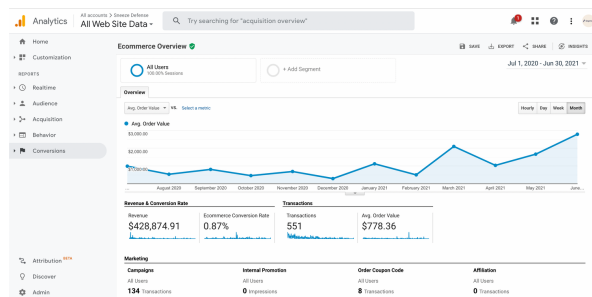 Analytics
All accounts > Sneeze Defense
All Web Site Data
Try searching for "acquisition overview"
Home
Customization
REPORTS
Realtime
Audience
Acquisition
Behavior
Conversions
Attribution BETA
Discover
Admin
Ecommerce Overview
SAVE
EXPORT
SHARE
INSIGHTS
All Users
100.00% Sessions
+ Add Segment
Jul 1, 2020 - Jun 30, 2021
Overview
Avg. Order Value VS. Select a metric
Hourly Day Week Month
Avg. Order Value
$3,000.00
$2,000.00
$1,000.00
... August 2020 September 2020 October 2020 November 2020 December 2020 January 2021 February 2021 March 2021 April 2021 May 2021 June...
Revenue & Conversion Rate
Transactions
Revenue
$428,874.91
Ecommerce Conversion Rate
0.87%
Transactions
551
Avg. Order Value
$778.36
Marketing
Campaigns
All Users
134 Transactions
Internal Promotion
All Users
0 Impressions
Order Coupon Code
All Users
8 Transactions
Affiliation
All Users
0 Transactions